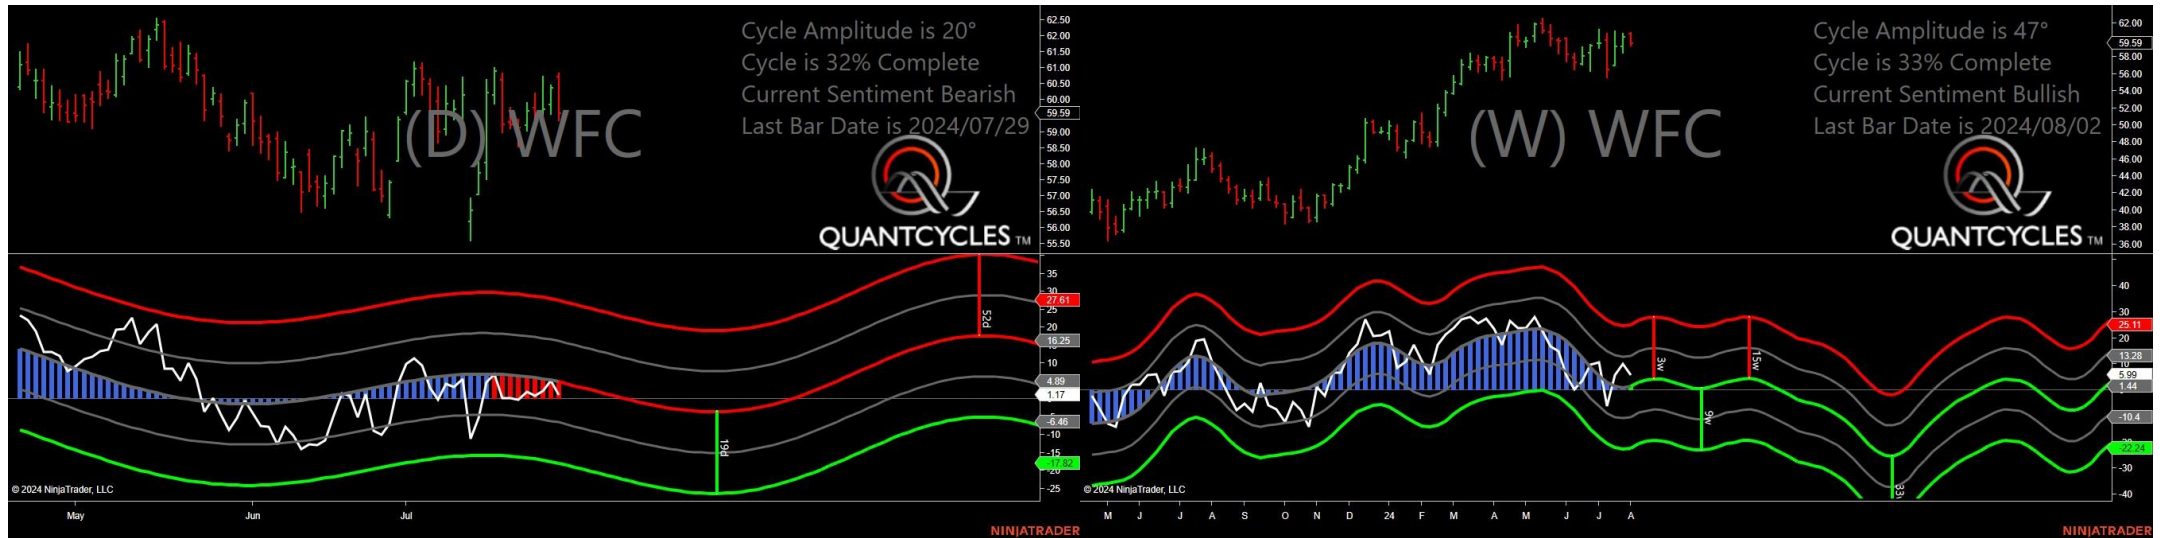 Cycle Amplitude is 20°
Cycle is 32% Complete
Current Sentiment Bearish
Last Bar Date is 2024/07/29
(D) WFC
QUANTCYCLES TM
62.50
62.00
61.50
61.00
60.50
60.00
59.59
59.00
58.50
58.00
57.50
57.00
56.50
56.00
55.50
35
30
27.61
25
20
16.25
10
4.89
1.17
-6.46
-10
-15
-17.82
-20
-25
52d
19d
© 2024 NinjaTrader, LLC
May Jun Jul
NINJATRADER
Cycle Amplitude is 47°
Cycle is 33% Complete
Current Sentiment Bullish
Last Bar Date is 2024/08/02
(W) WFC
QUANTCYCLES TM
62.00
59.59
58.00
56.00
54.00
52.00
50.00
48.00
46.00
44.00
42.00
40.00
38.00
36.00
40
30
25.11
20
13.28
10
5.99
1.44
-10.4
-20
-22.24
-30
-40
3w
15w
9w
© 2024 NinjaTrader, LLC
M J J A S O N D 24 F M A M J J A
NINJATRADER